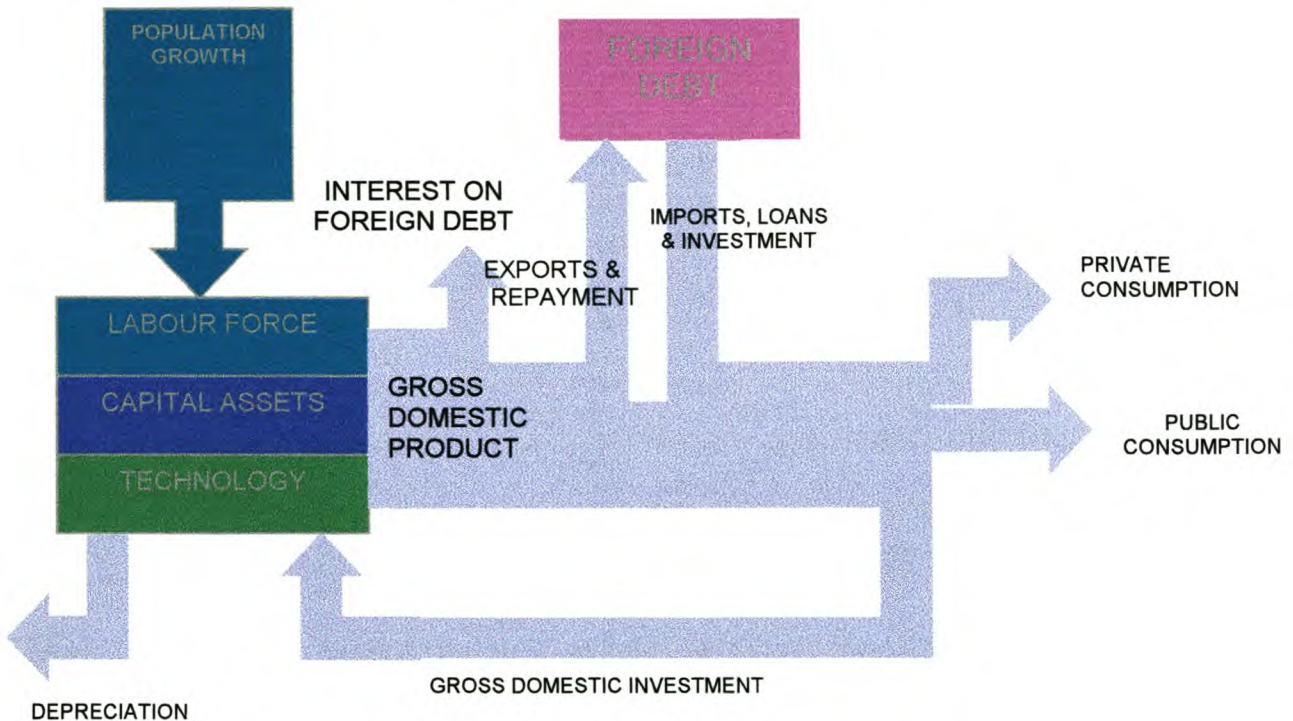 POPULATION
GROWTH
FOREIGN
DEBT
INTEREST ON
FOREIGN DEBT
IMPORTS, LOANS
& INVESTMENT
EXPORTS &
REPAYMENT
PRIVATE
CONSUMPTION
LABOUR FORCE
CAPITAL ASSETS
TECHNOLOGY
GROSS
DOMESTIC
PRODUCT
PUBLIC
CONSUMPTION
GROSS DOMESTIC INVESTMENT
DEPRECIATION